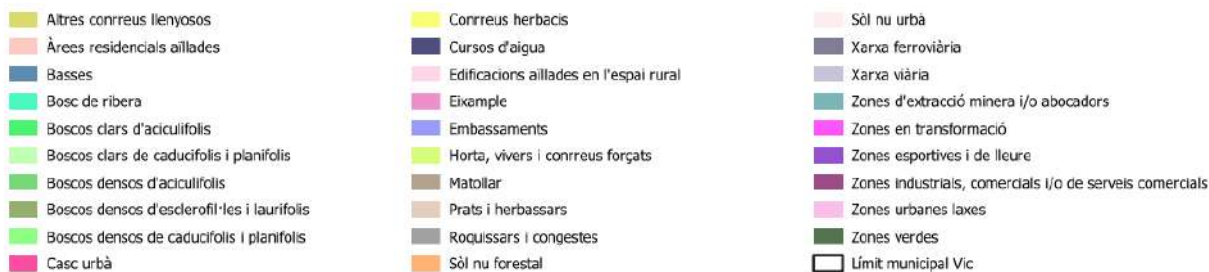 Altres conrreus llenyosos
Àrees residencials aïllades
Basses
Bosc de ribera
Boscos clars d'aciculifolis
Boscos clars de caducifolis i planifolis
Boscos densos d'aciculifolis
Boscos densos d'esclerofil·les i laurifolis
Boscos densos de caducifolis i planifolis
Casc urbà
Conrreus herbacis
Cursos d'aigua
Edificacions aïllades en l'espai rural
Eixample
Embassaments
Horta, vivers i conrreus forçats
Matollar
Prats i herbassars
Roquissars i congestes
Sòl nu forestal
Sòl nu urbà
Xarxa ferroviària
Xarxa viària
Zones d'extracció minera i/o abocadors
Zones en transformació
Zones esportives i de lleure
Zones industrials, comercials i/o de serveis comercials
Zones urbanes laxes
Zones verdes
Límit municipal Vic